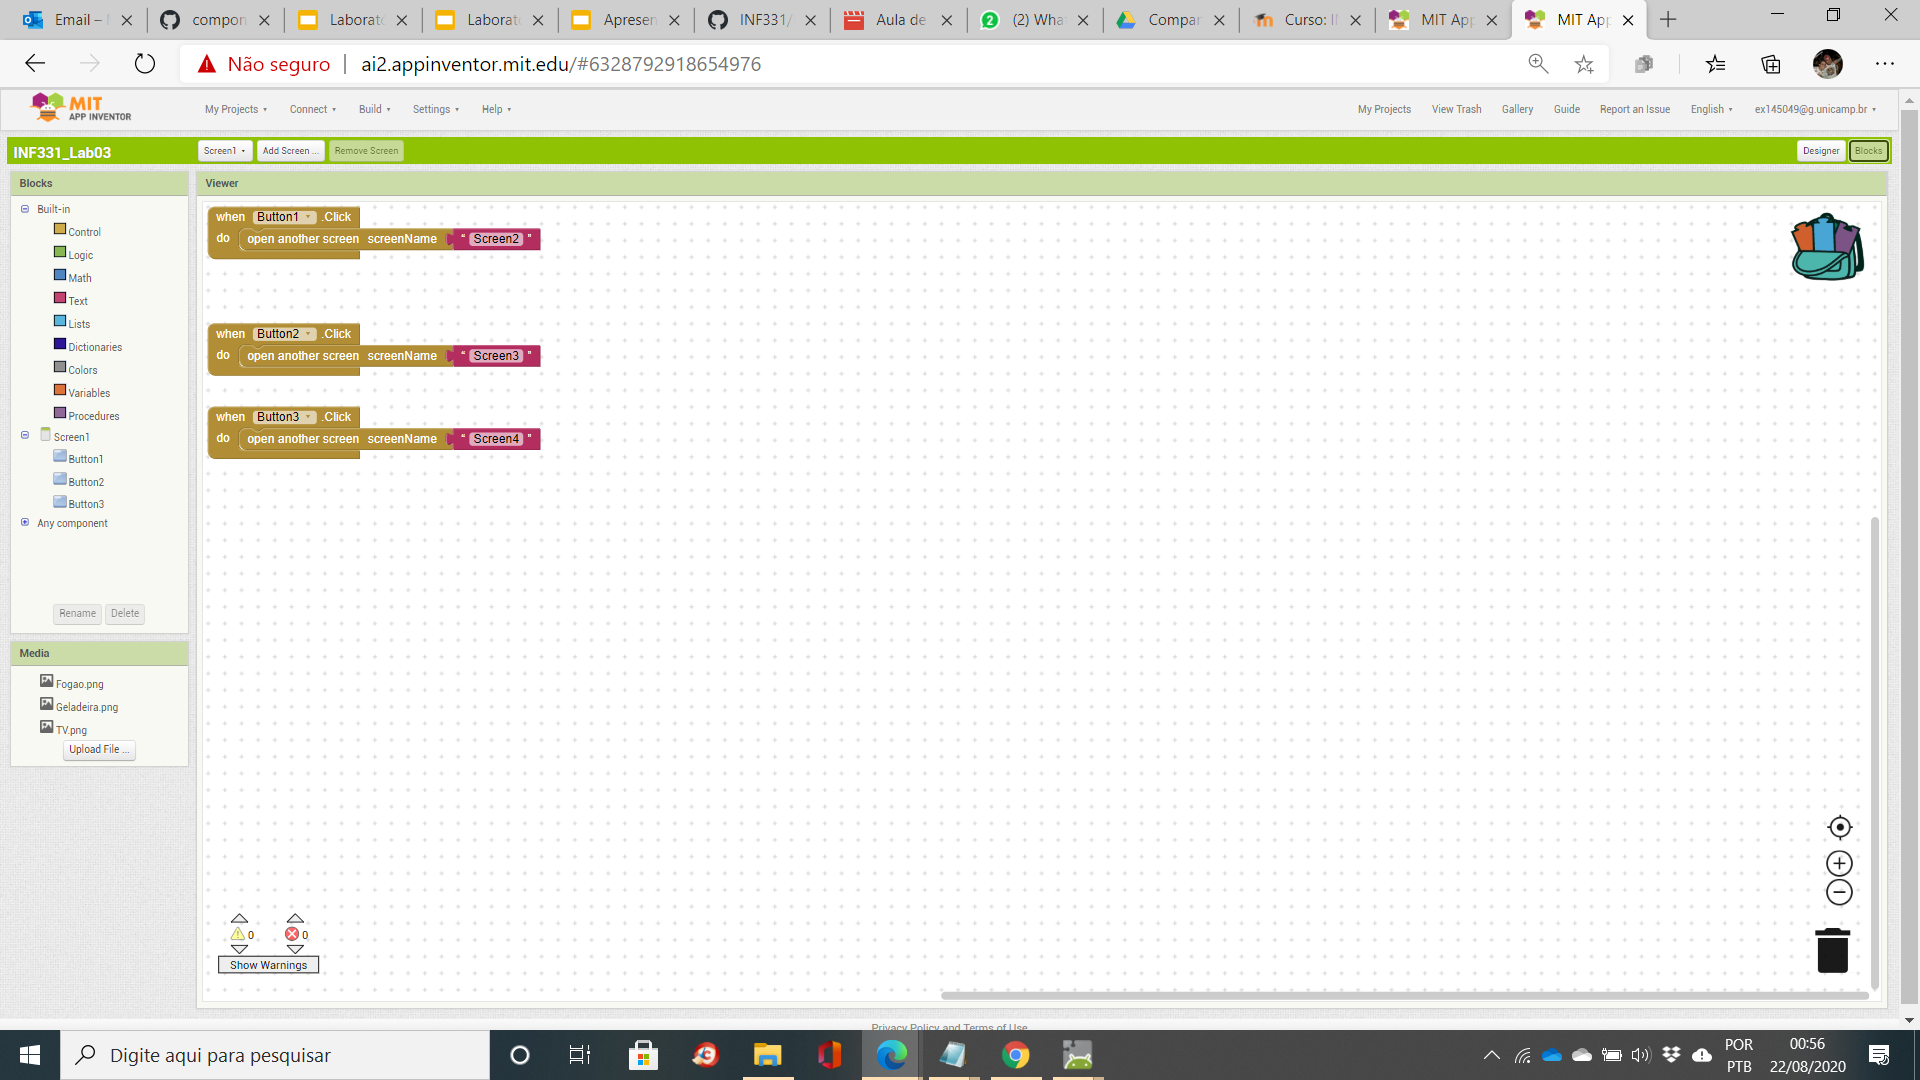 Email –
compon
Laborató
Laborat
Apresen
INF331/
Aula de
(2) Wha
Compar
Curso: I
MIT App
MIT App
Não seguro | ai2.appinventor.mit.edu/#6328792918654976
MIT
APP INVENTOR
My Projects
Connect
Build
Settings
Help
My Projects
View Trash
Gallery
Guide
Report an Issue
English
ex145049@g.unicamp.br
INF331_Lab03
Screen1
Add Screen ...
Remove Screen
Designer
Blocks
Blocks
Built-in
Control
Logic
Math
Text
Lists
Dictionaries
Colors
Variables
Procedures
Screen1
Button1
Button2
Button3
Any component
Rename
Delete
Media
Fogao.png
Geladeira.png
TV.png
Upload File ...
Viewer
when Button1 .Click
do open another screen screenName " Screen2 "
when Button2 .Click
do open another screen screenName " Screen3 "
when Button3 .Click
do open another screen screenName " Screen4 "
0 0
Show Warnings
Privacy Policy and Terms of Use
Digite aqui para pesquisar
POR
PTB
00:56
22/08/2020